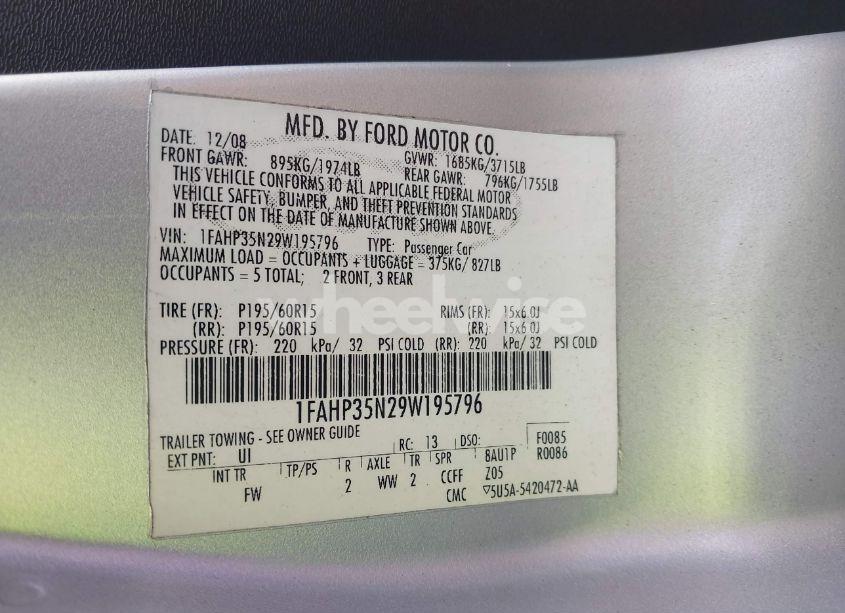 MFD. BY FORD MOTOR CO.
DATE. 12/08 GVWR: 1685KG/3715LB
FRONT GAWR: 895KG/1974LB REAR GAWR: 796KG/1755LB
THIS VEHICLE CONFORMS TO ALL APPLICABLE FEDERAL MOTOR
VEHICLE SAFETY, BUMPER, AND THEFT PREVENTION STANDARDS
IN EFFECT ON THE DATE OF MANUFACTURE SHOWN ABOVE.
VIN: 1FAHP35N29W195796 TYPE: Passenger Car
MAXIMUM LOAD = OCCUPANTS + LUGGAGE = 375KG/ 827LB
OCCUPANTS = 5 TOTAL; 2 FRONT, 3 REAR
wheelwise
TIRE (FR): P195/60R15 RIMS (FR): 15x6.0J
(RR): P195/60R15 (RR): 15x6.0J
PRESSURE (FR): 220 kPa/ 32 PSI COLD (RR): 220 kPa/ 32 PSI COLD
1FAHP35N29W195796
TRAILER TOWING - SEE OWNER GUIDE
EXT PNT: UI RC: 13 DSO: F0085
INT TR TP/PS R AXLE TR SPR 8AU1P R0086
FW 2 WW 2 CCFF Z05
CMC ▽5U5A-5420472-AA